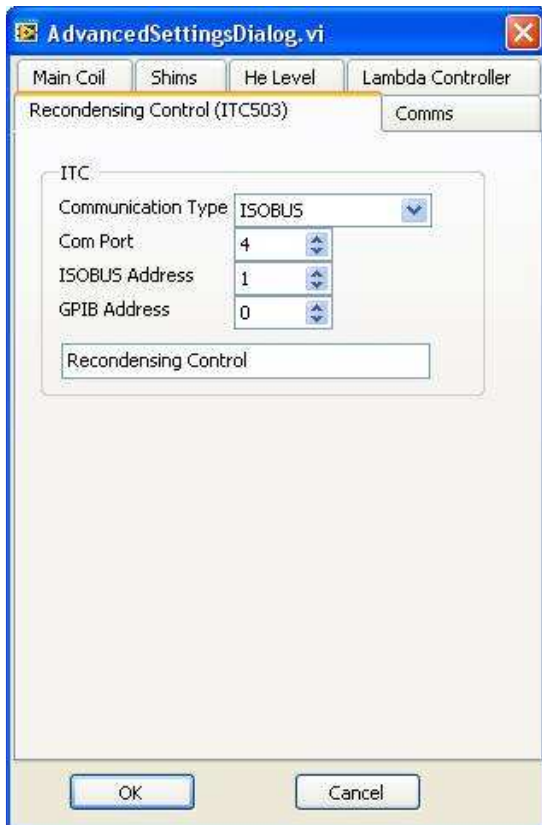 AdvancedSettingsDialog.vi
Main Coil Shims He Level Lambda Controller
Recondensing Control (ITC503) Comms
ITC
Communication Type ISOBUS
Com Port 4
ISOBUS Address 1
GPIB Address 0
Recondensing Control
OK Cancel